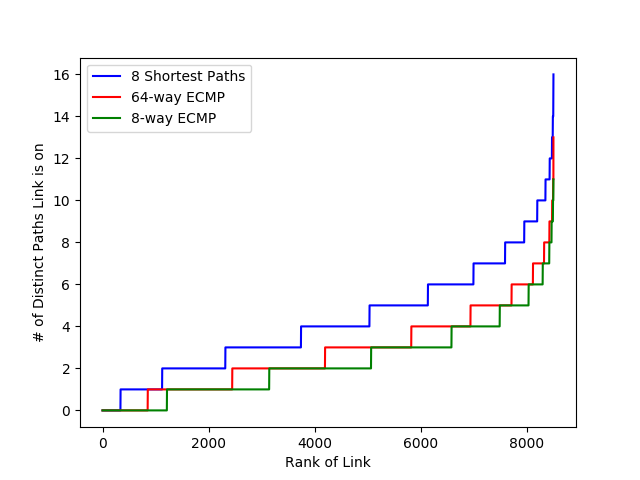 8 Shortest Paths
64-way ECMP
8-way ECMP
# of Distinct Paths Link is on
16
14
12
10
8
6
4
2
0
0 2000 4000 6000 8000
Rank of Link